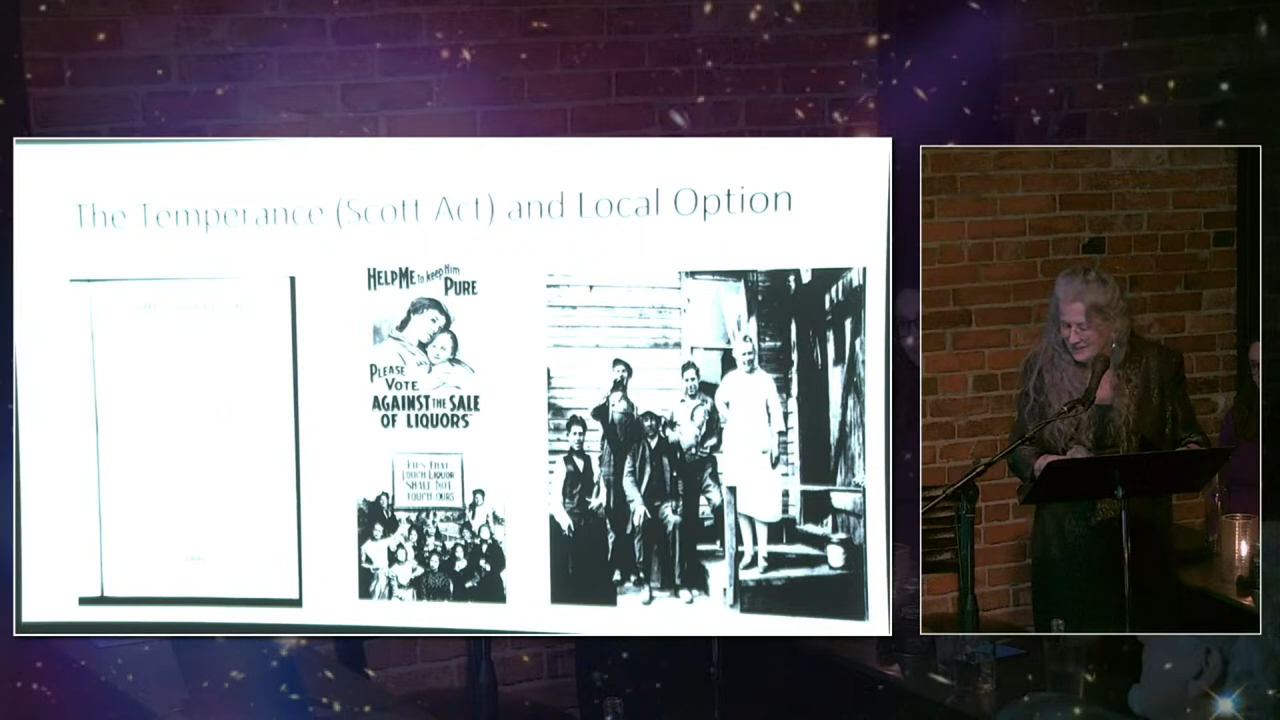 The Temperance (Scott Act) and Local Option
HELP ME to keep Him
PURE
PLEASE
VOTE
AGAINST THE SALE
OF LIQUORS
LIPS THAT
TOUCH LIQUOR
SHALL NOT
TOUCH OURS